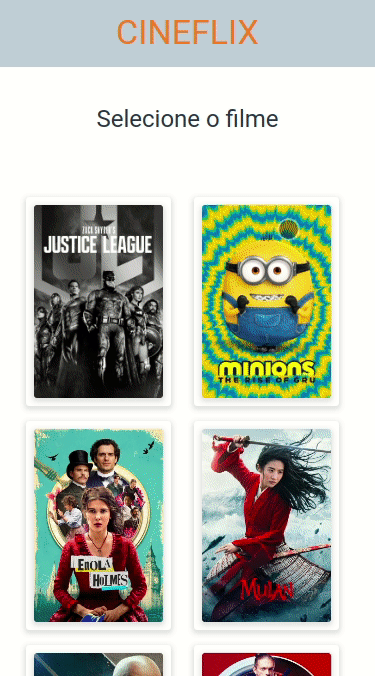 CINEFLIX
Selecione o filme
ZACK SNYDER'S
JUSTICE LEAGUE
minions
THE RISE OF GRU
ENOLA
HOLMES
MULAN